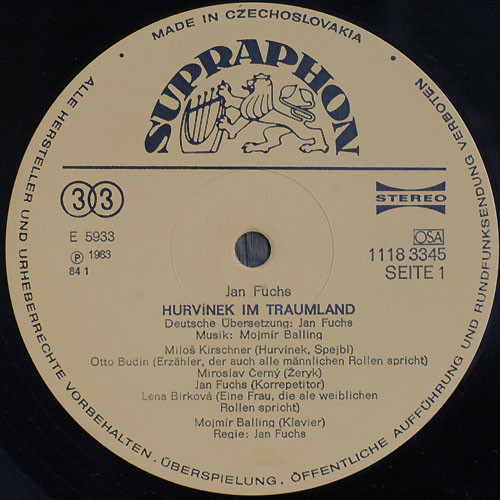 MADE IN CZECHOSLOVAKIA
SUPRAPHON
33
STEREO
E 5933
Ⓟ 1983
84 1
OSA
1118 3345
SEITE 1
Jan Fuchs
HURVÍNEK IM TRAUMLAND
Deutsche Übersetzung: Jan Fuchs
Musik: Mojmír Balling
Miloš Kirschner (Hurvínek, Spejbl)
Otto Budin (Erzähler, der auch alle männlichen Rollen spricht)
Miroslav Černý (Žeryk)
Jan Fuchs (Korrepetitor)
Lena Birková (Eine Frau, die ale weiblichen
Rollen spricht)
Mojmír Balling (Klavier)
Regie: Jan Fuchs
ALLE HERSTELLER UND URHEBERRECHTE VORBEHALTEN. ÜBERSPIELUNG, ÖFFENTLICHE AUFFÜHRUNG UND RUNDFUNKSENDUNG VERBOTEN